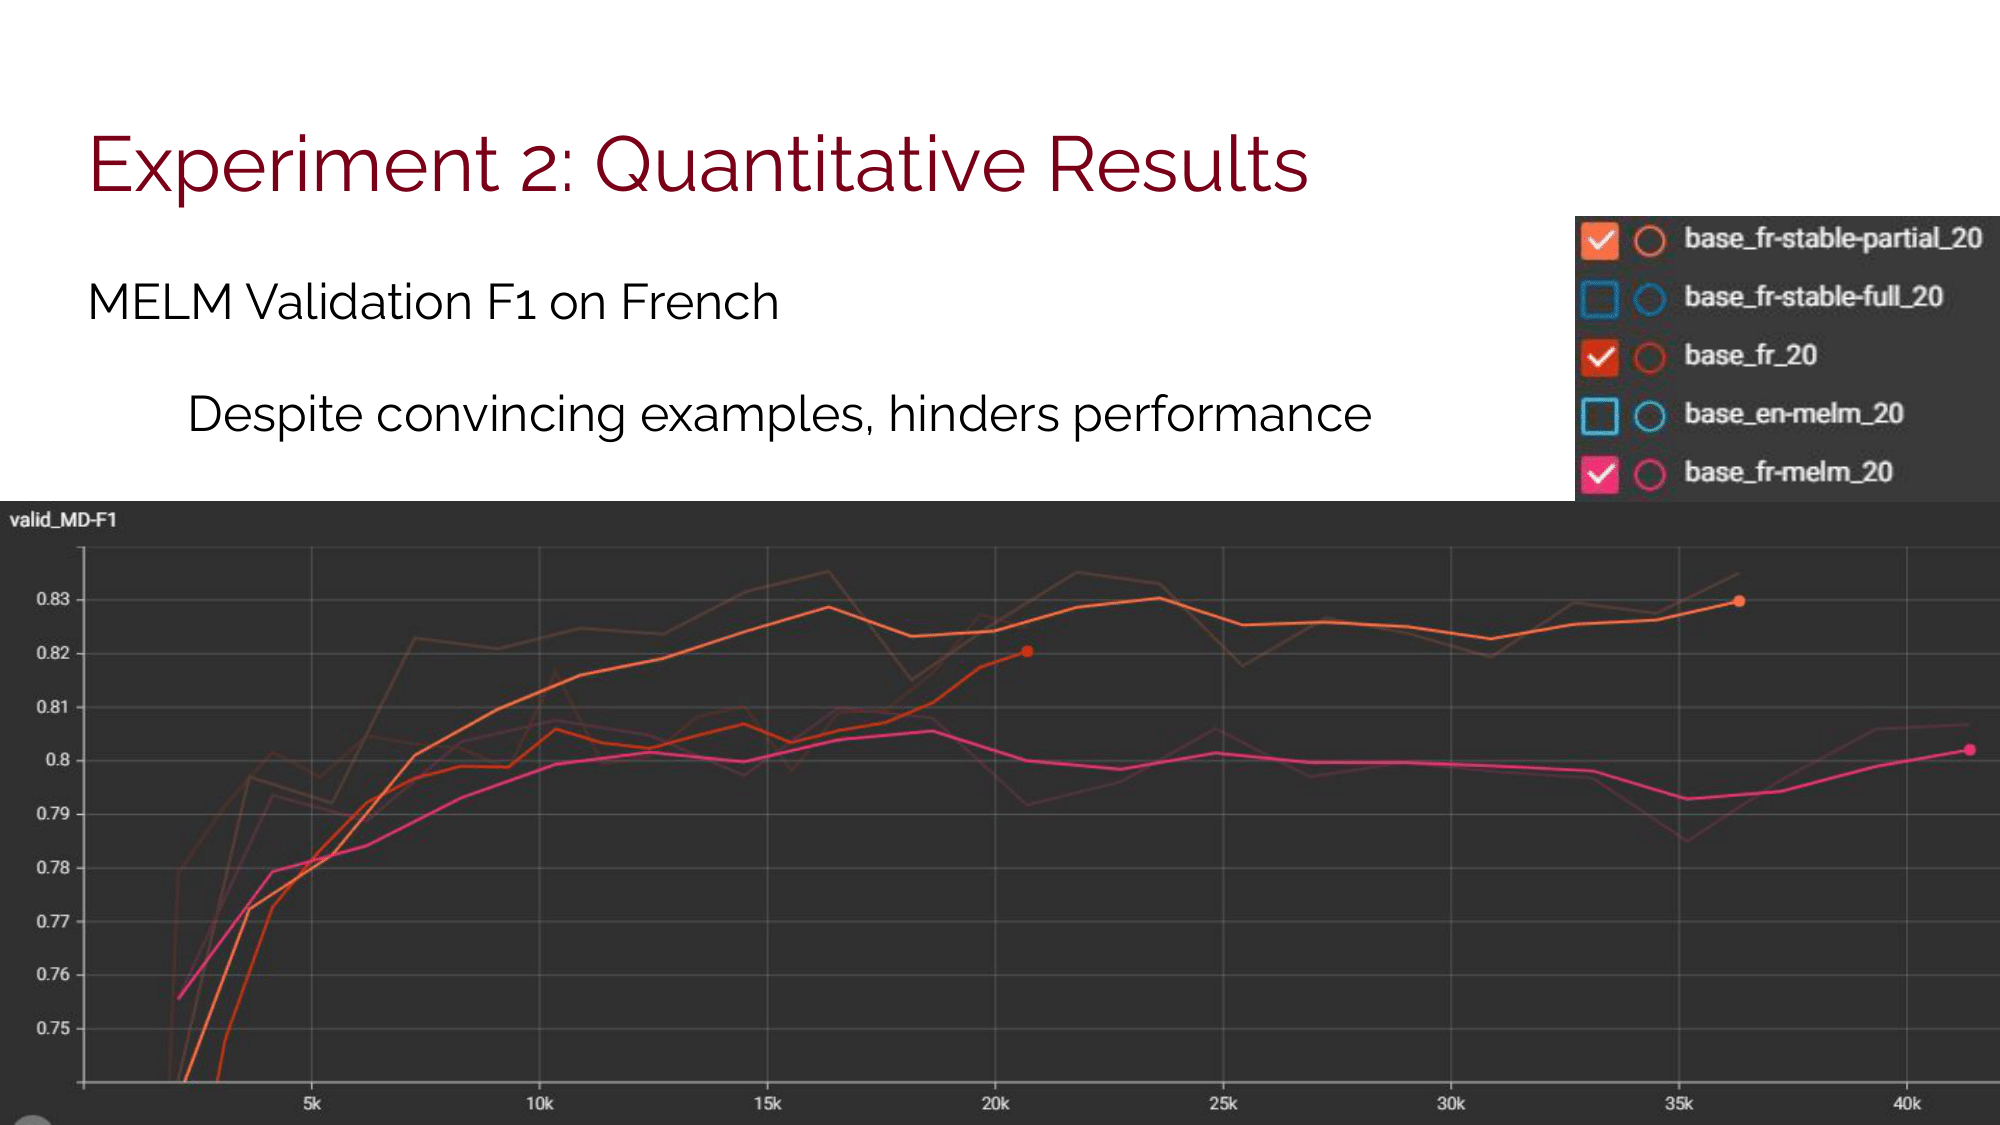 Experiment 2: Quantitative Results
MELM Validation F1 on French
Despite convincing examples, hinders performance
base_fr-stable-partial_20
base_fr-stable-full_20
base_fr_20
base_en-melm_20
base_fr-melm_20
valid_MD-F1
0.83
0.82
0.81
0.8
0.79
0.78
0.77
0.76
0.75
5k 10k 15k 20k 25k 30k 35k 40k